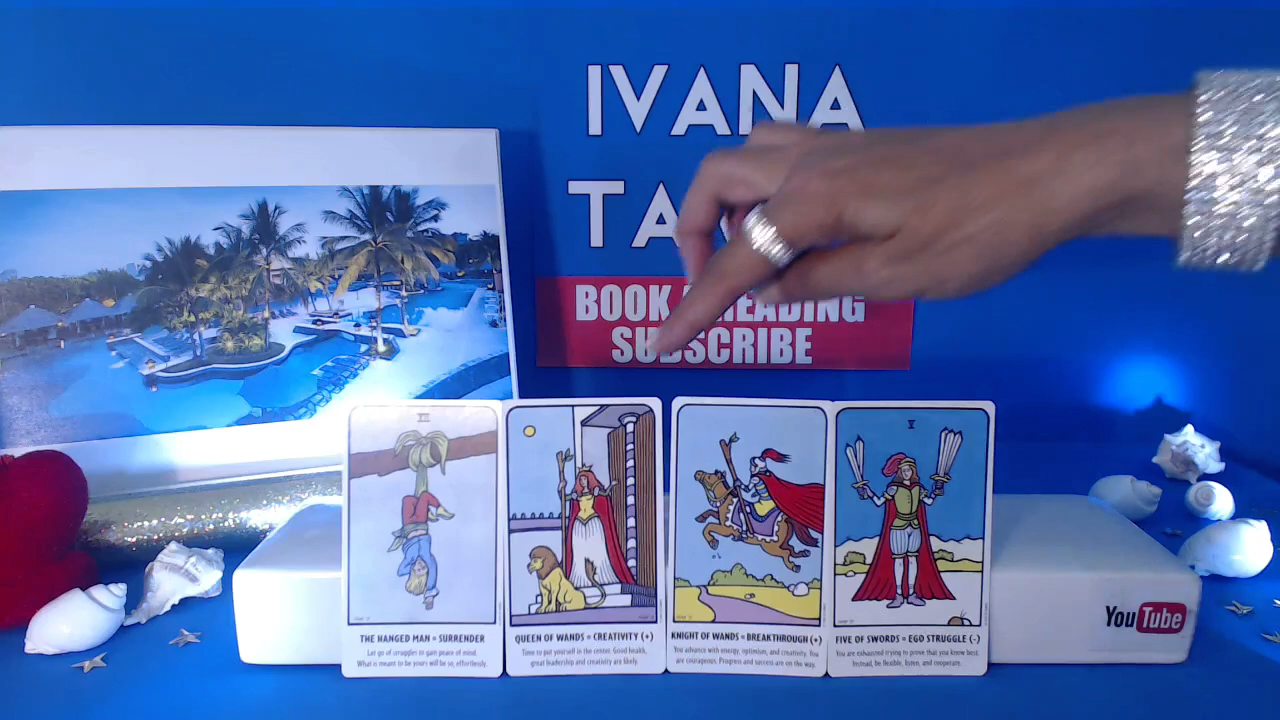 IVANA
TA
BOOK READING
SUBSCRIBE
XII
THE HANGED MAN = SURRENDER
Let go of struggles to gain peace of mind.
What is meant to be yours will be so, effortlessly.
QUEEN OF WANDS = CREATIVITY (+)
Time to put yourself in the center. Good health,
great leadership and creativity are likely.
KNIGHT OF WANDS = BREAKTHROUGH (+)
You advance with energy, optimism, and creativity. You
are courageous. Progress and success are on the way.
V
FIVE OF SWORDS = EGO STRUGGLE (-)
You are exhausted trying to prove that you know best.
Instead, be flexible, listen, and cooperate.
YouTube